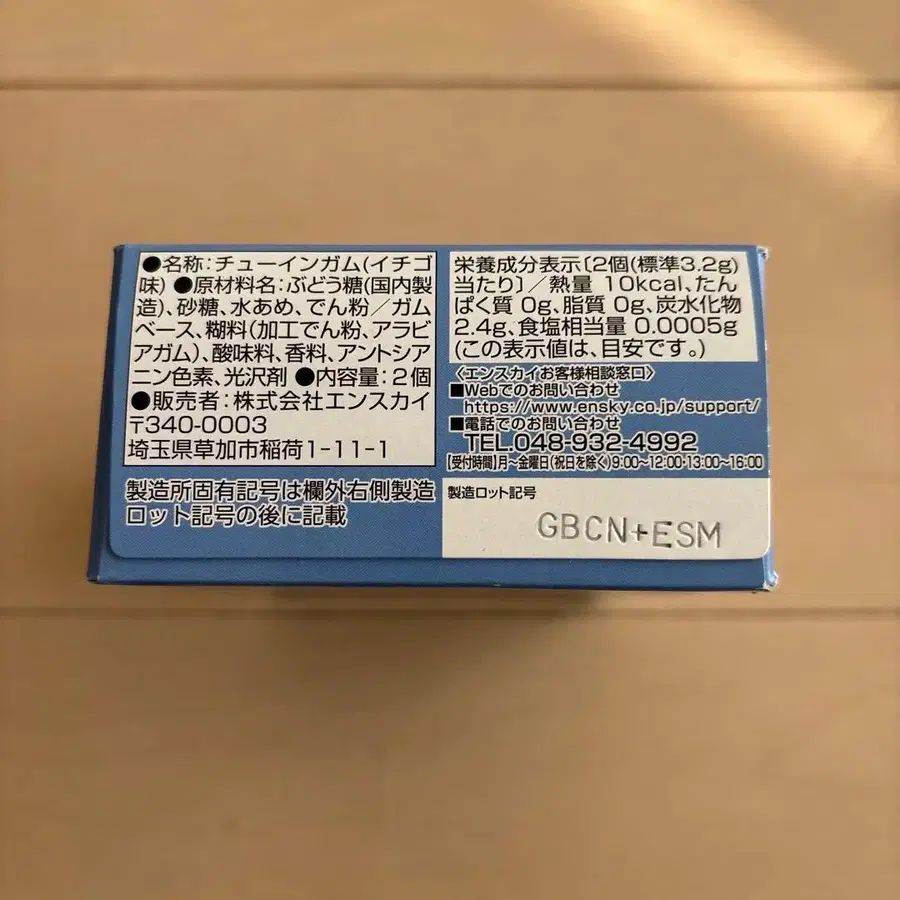 ●名称:チューインガム(イチゴ
味) ●原材料名:ぶどう糖(国内製
造)、砂糖、水あめ、でん粉/ガム
ベース、糊料(加工でん粉、アラビ
アガム)、酸味料、香料、アントシア
ニン色素、光沢剤 ●内容量:2個
●販売者:株式会社エンスカイ
〒340-0003
埼玉県草加市稲荷1-11-1
製造所固有記号は欄外右側製造
ロット記号の後に記載
栄養成分表示〔2個(標準3.2g)
当たり〕/熱量 10kcal、たん
ぱく質 0g、脂質 0g、炭水化物
2.4g、食塩相当量 0.0005g
(この表示値は、目安です。)
〈エンスカイお客様相談窓口〉
■Webでのお問い合わせ
https://www.ensky.co.jp/support/
■電話でのお問い合わせ
TEL.048-932-4992
[受付時間]月~金曜日(祝日を除く)9:00~12:00・13:00~16:00
製造ロット記号
GBCN+ESM